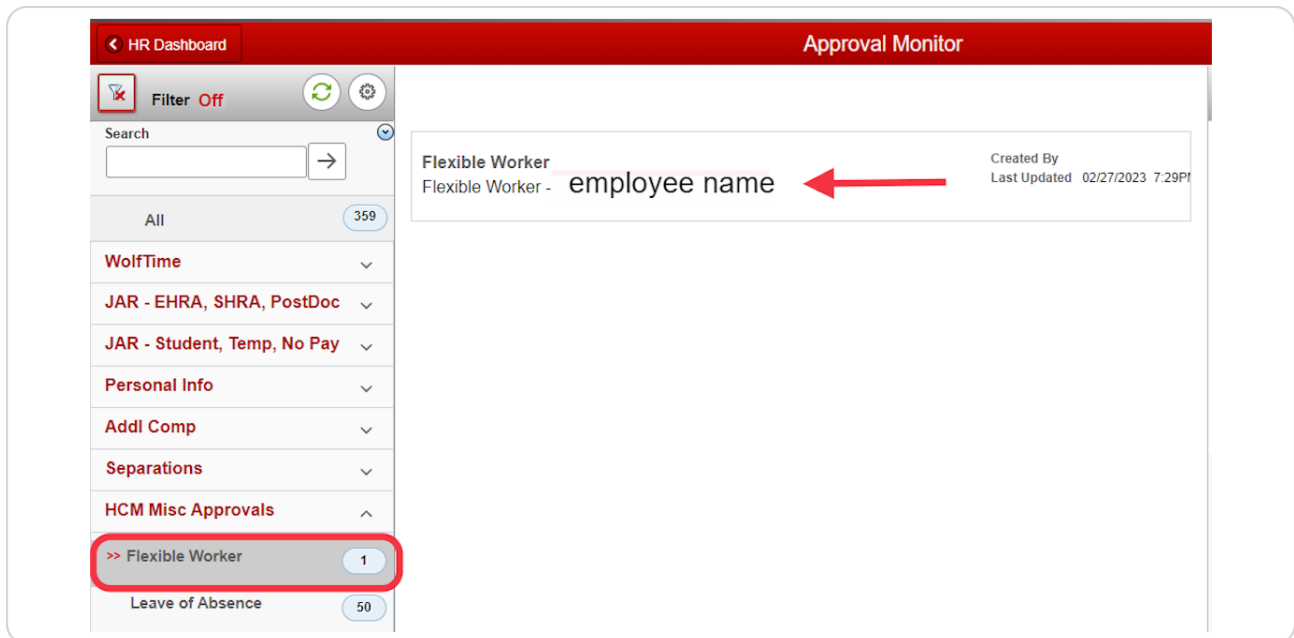 HR Dashboard
Approval Monitor
Filter Off
Search
All 359
WolfTime
JAR - EHRA, SHRA, PostDoc
JAR - Student, Temp, No Pay
Personal Info
Addl Comp
Separations
HCM Misc Approvals
>> Flexible Worker 1
Leave of Absence 50
Flexible Worker
Flexible Worker - employee name
Created By
Last Updated 02/27/2023 7:29P